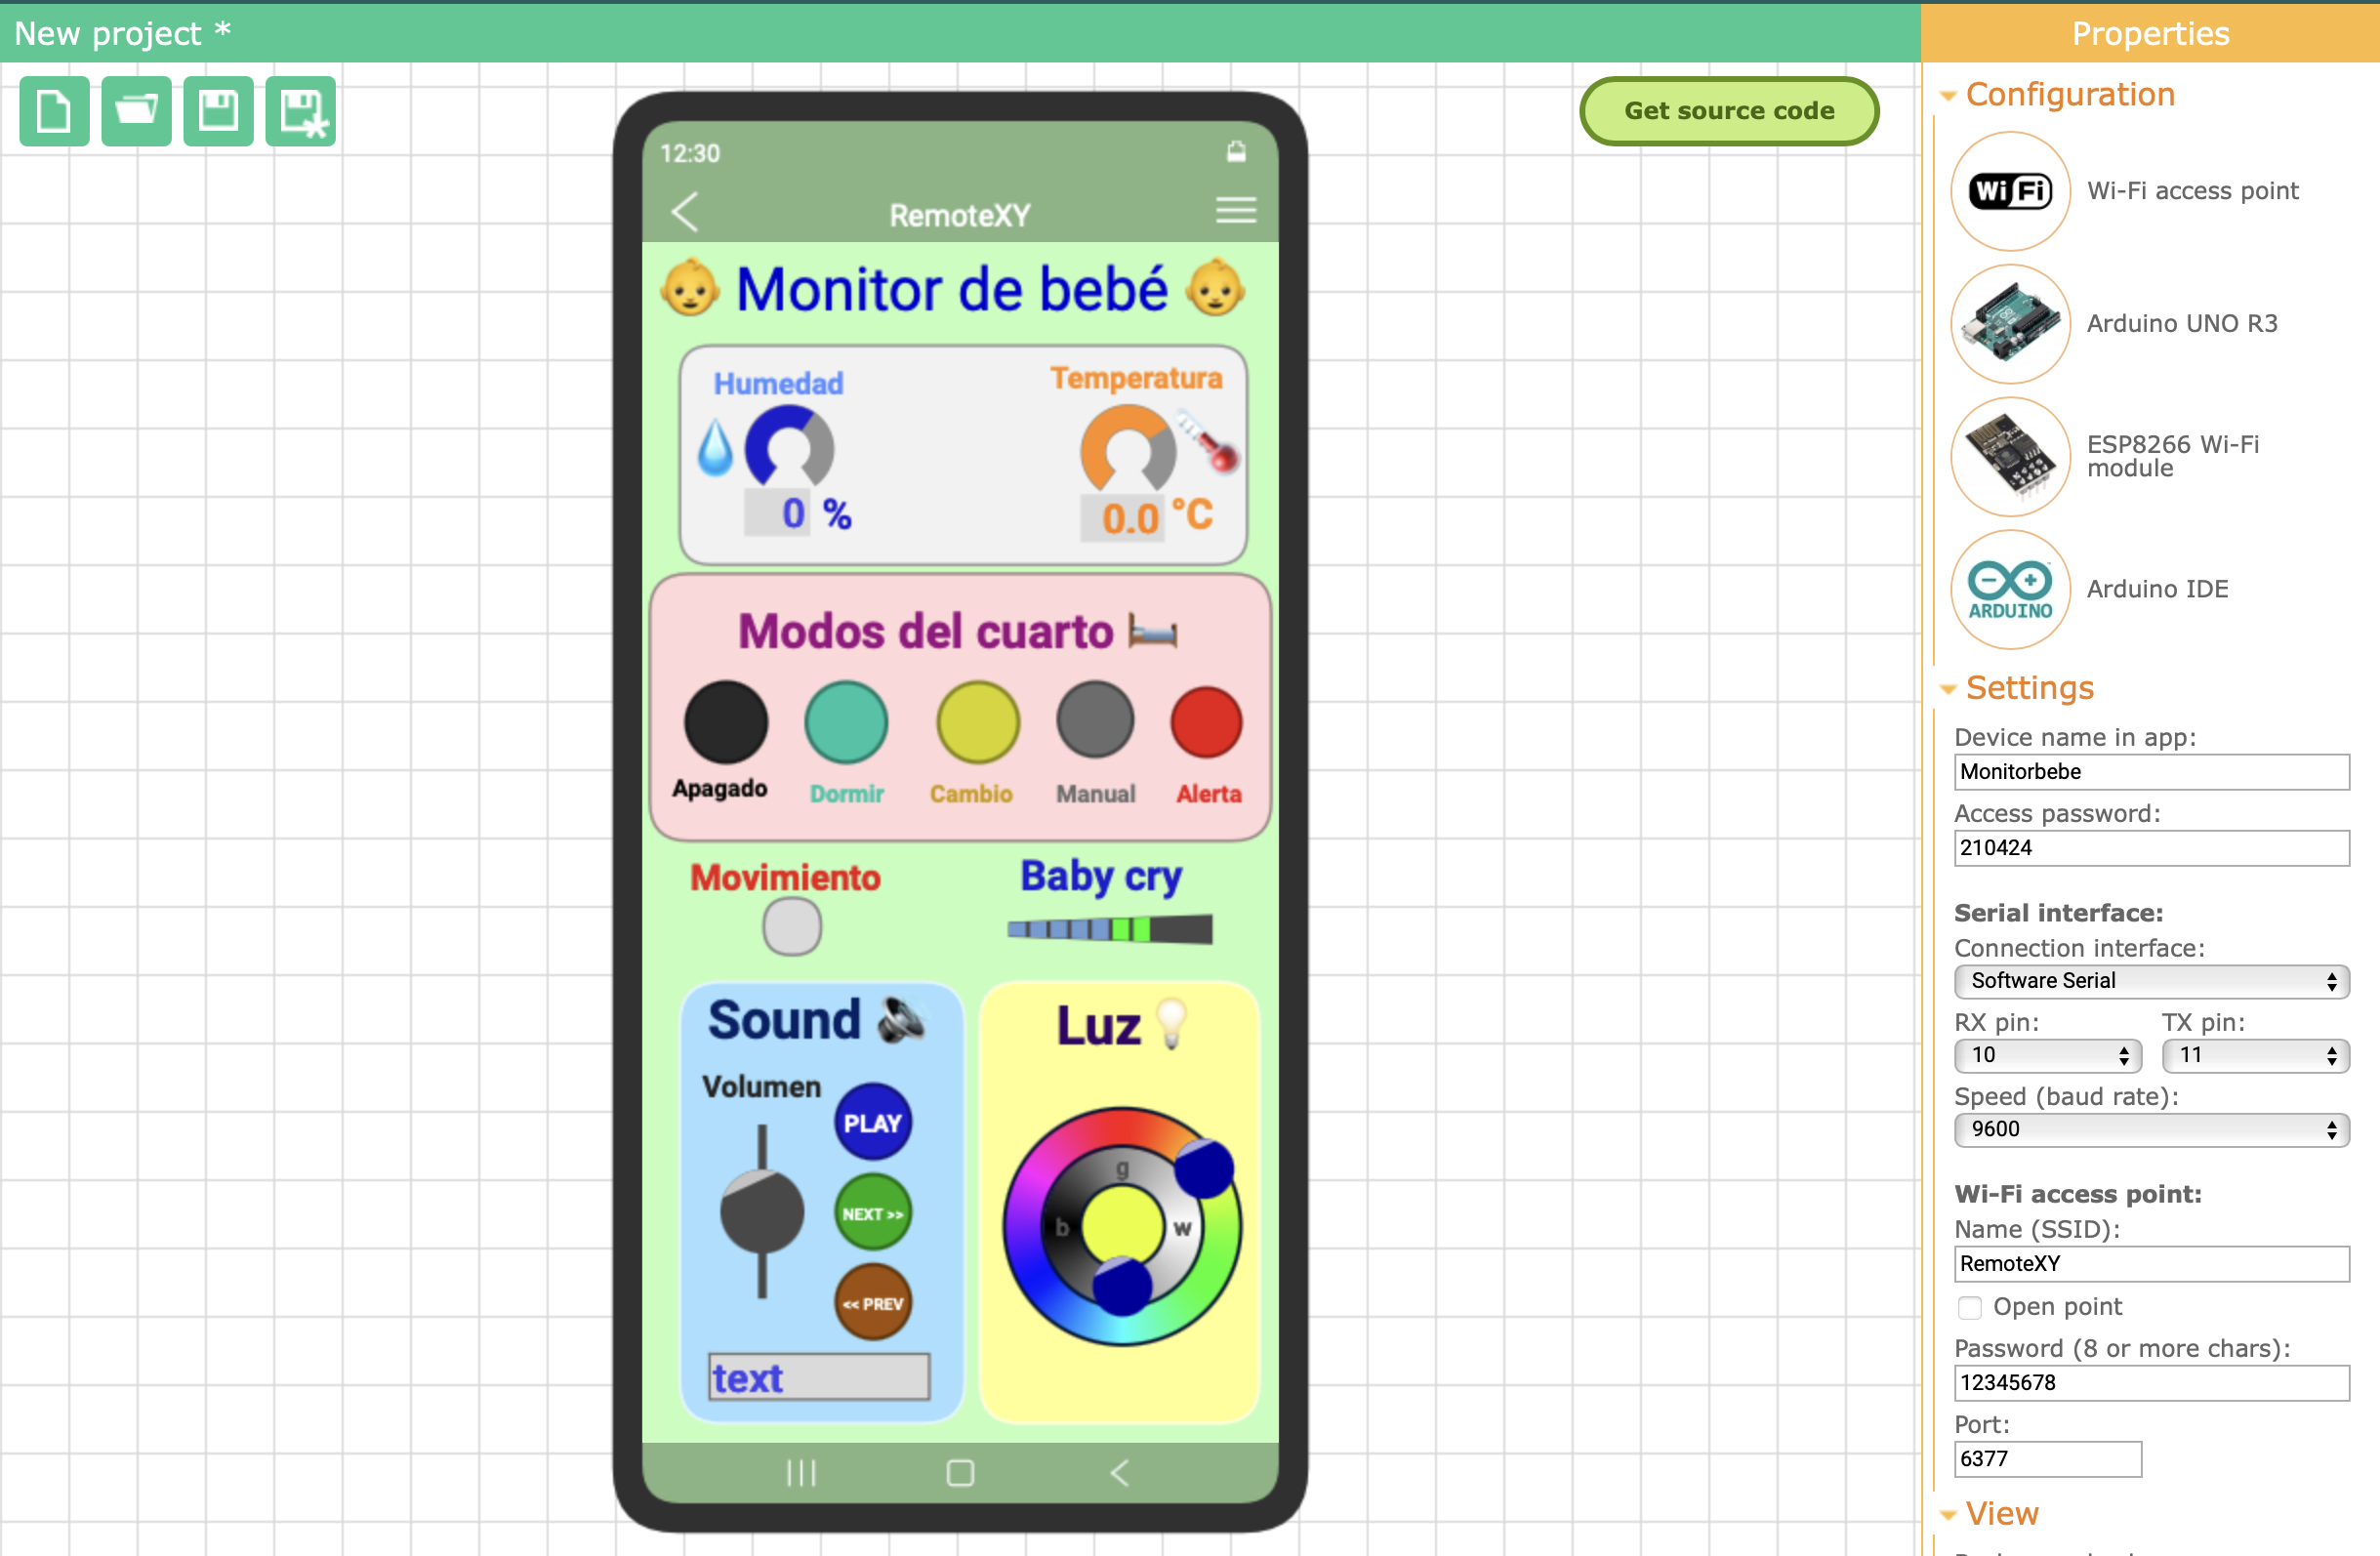 New project *
Properties
Get source code
12:30
RemoteXY
Monitor de bebé
Humedad
Temperatura
0 %
0.0 °C
Modos del cuarto
Apagado
Dormir
Cambio
Manual
Alerta
Movimiento
Baby cry
Sound
Volumen
PLAY
NEXT >>
<< PREV
text
Luz
g
b
w
Configuration
Wi Fi
Wi-Fi access point
Arduino UNO R3
ESP8266 Wi-Fi
module
ARDUINO
Arduino IDE
Settings
Device name in app:
Monitorbebe
Access password:
210424
Serial interface:
Connection interface:
Software Serial
RX pin:
TX pin:
10
11
Speed (baud rate):
9600
Wi-Fi access point:
Name (SSID):
RemoteXY
Open point
Password (8 or more chars):
12345678
Port:
6377
View